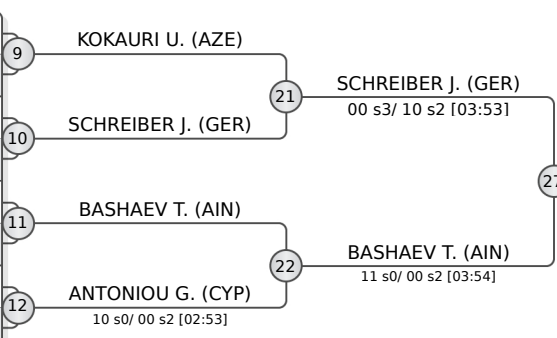 KOKAURI U. (AZE)
9
SCHREIBER J. (GER)
21
00 s3/ 10 s2 [03:53]
SCHREIBER J. (GER)
10
27
BASHAEV T. (AIN)
11
BASHAEV T. (AIN)
22
11 s0/ 00 s2 [03:54]
ANTONIOU G. (CYP)
12
10 s0/ 00 s2 [02:53]